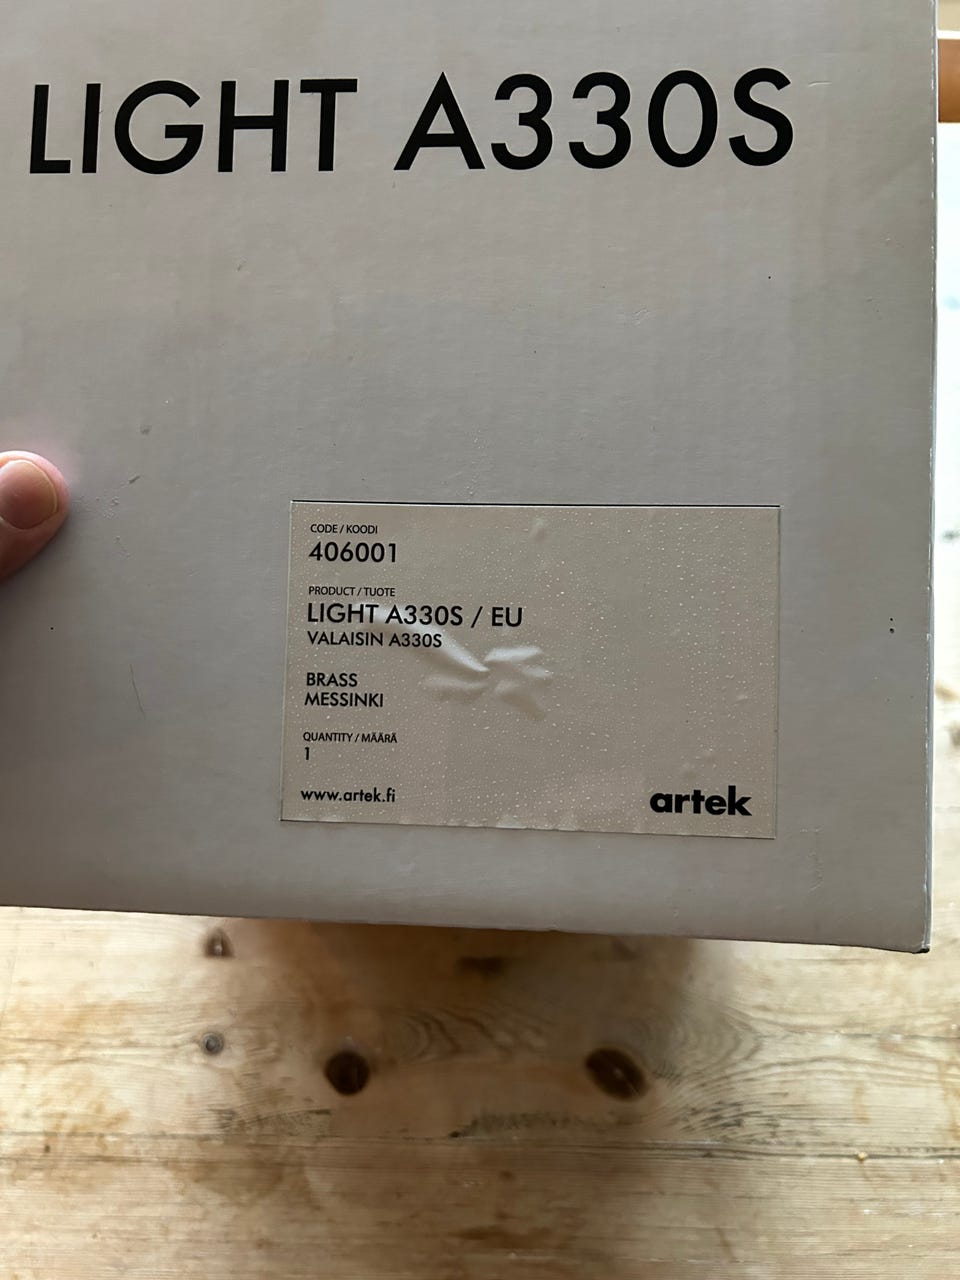 LIGHT A330S
CODE / KOODI
406001
PRODUCT / TUOTE
LIGHT A330S / EU
VALAISIN A330S
BRASS
MESSINKI
QUANTITY / MÄÄRÄ
1
www.artek.fi
artek